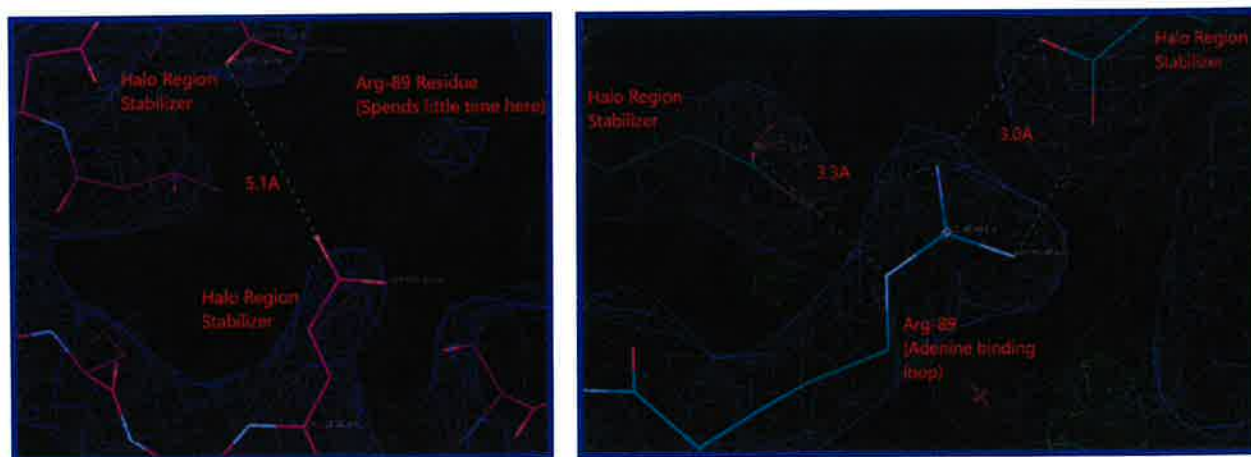 Halo Region
Stabilizer
Arg-89 Residue
(Spends little time here)
5.1A
Halo Region
Stabilizer
Halo Region
Stabilizer
Halo Region
Stabilizer
3.0A
3.3A
Arg-89
(Adenine binding
loop)